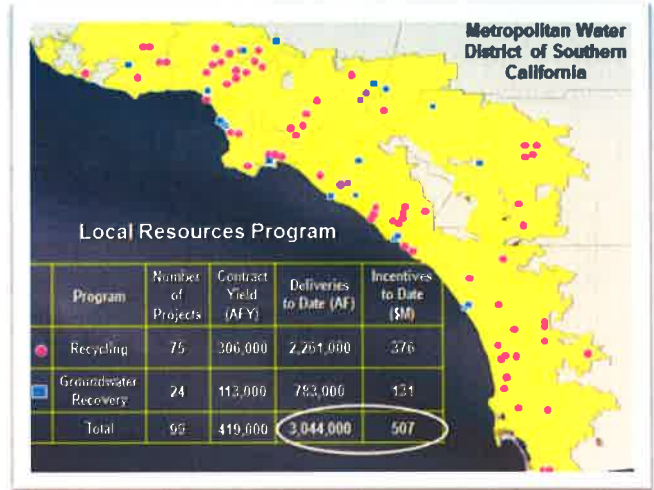 Metropolitan Water
District of Southern
California
Local Resources Program
Program
Number
of
Projects
Contract
Yield
(AFY)
Deliveries
to Date (AF)
Incentives
to Date
($M)
Recycling 75 306,000 2,261,000 376
Groundwater
Recovery
24 113,000 783,000 131
Total 99 419,000 3,044,000 507